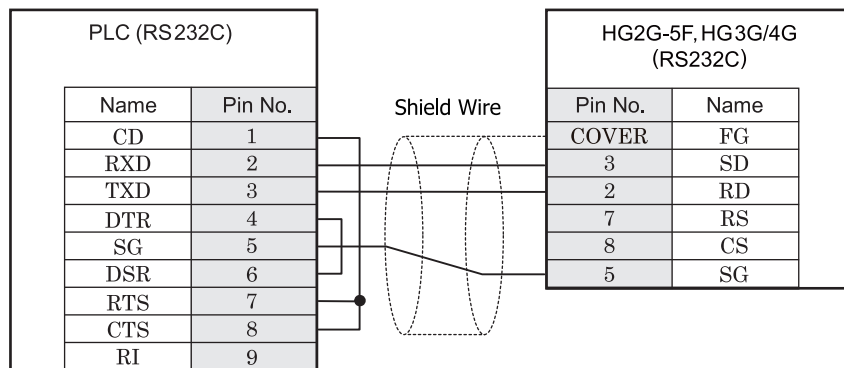 PLC (RS232C)
Name Pin No.
CD 1
RXD 2
TXD 3
DTR 4
SG 5
DSR 6
RTS 7
CTS 8
RI 9
Shield Wire
HG2G-5F, HG3G/4G
(RS232C)
Pin No. Name
COVER FG
3 SD
2 RD
7 RS
8 CS
5 SG